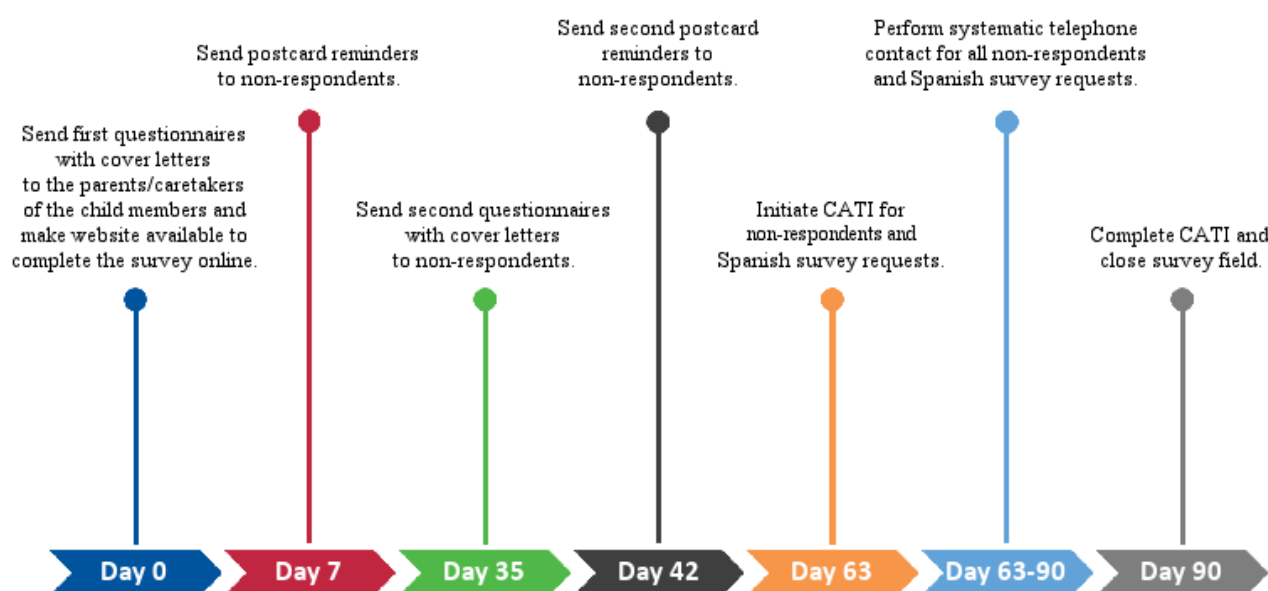 Send first questionnaires
with cover letters
to the parents/caretakers
of the child members and
make website available to
complete the survey online.
Send postcard reminders
to non-respondents.
Send second questionnaires
with cover letters
to non-respondents.
Send second postcard
reminders to
non-respondents.
Initiate CATI for
non-respondents and
Spanish survey requests.
Perform systematic telephone
contact for all non-respondents
and Spanish survey requests.
Complete CATI and
close survey field.
Day 0
Day 7
Day 35
Day 42
Day 63
Day 63-90
Day 90